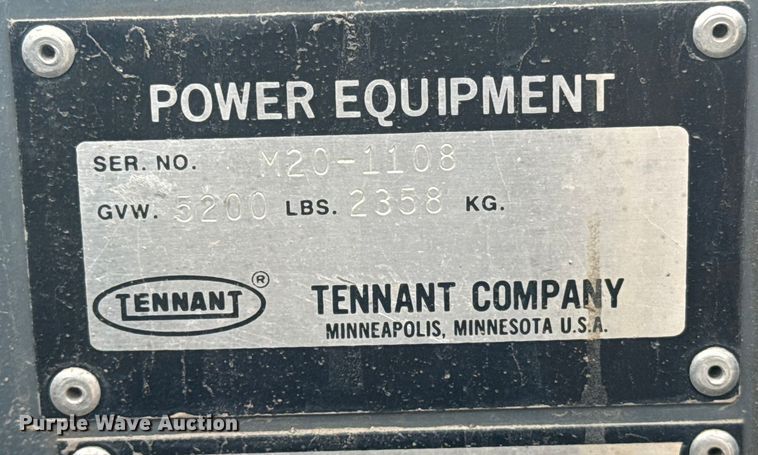 POWER EQUIPMENT
SER. NO. M20-1108
GVW. 5200 LBS. 2358 KG.
TENNANT ®
TENNANT COMPANY
MINNEAPOLIS, MINNESOTA U.S.A.
Purple Wave Auction